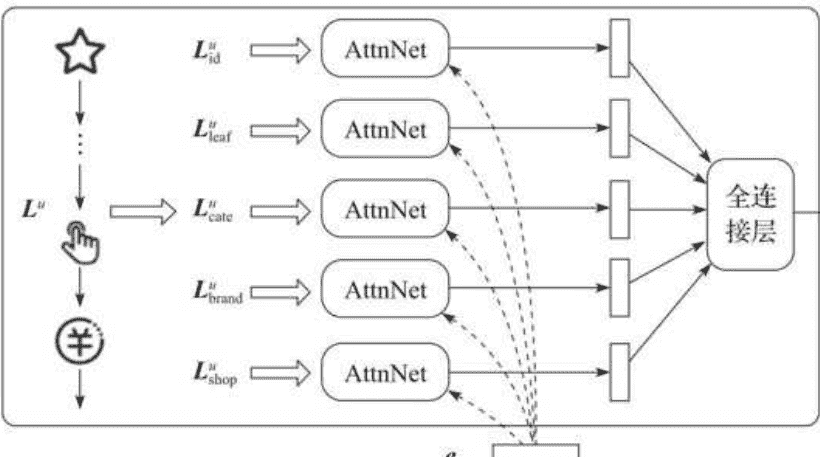 L^u_id AttnNet
L^u_leaf AttnNet
L^u L^u_cate AttnNet
L^u_brand AttnNet
L^u_shop AttnNet
全连
接层
¥